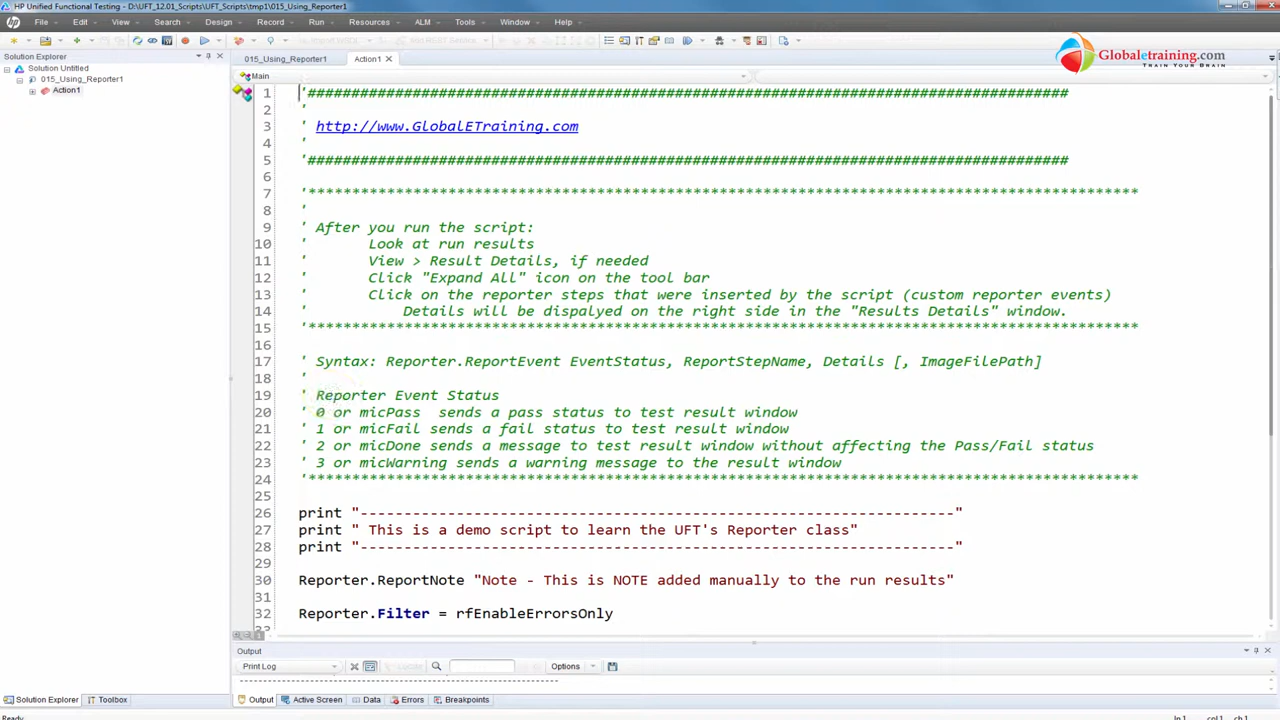 HP Unified Functional Testing - D:\UFT_12.01_Scripts\UFT_Scripts\tmp1\015_Using_Reporter1
File Edit View Search Design Record Run Resources ALM Tools Window Help
Globaletraining.com
TRAIN YOUR BRAIN
Solution Explorer
Solution Untitled
015_Using_Reporter1
Action1
015_Using_Reporter1 Action1
Main
1 '#######################################################################################
2 '
3 ' http://www.GlobalETraining.com
4 '
5 '#######################################################################################
6
7 '***********************************************************************************************
8 '
9 ' After you run the script:
10 ' Look at run results
11 ' View > Result Details, if needed
12 ' Click "Expand All" icon on the tool bar
13 ' Click on the reporter steps that were inserted by the script (custom reporter events)
14 ' Details will be dispalyed on the right side in the "Results Details" window.
15 '***********************************************************************************************
16
17 ' Syntax: Reporter.ReportEvent EventStatus, ReportStepName, Details [, ImageFilePath]
18 '
19 ' Reporter Event Status
20 ' 0 or micPass sends a pass status to test result window
21 ' 1 or micFail sends a fail status to test result window
22 ' 2 or micDone sends a message to test result window without affecting the Pass/Fail status
23 ' 3 or micWarning sends a warning message to the result window
24 '***********************************************************************************************
25
26 print "--------------------------------------------------------------------"
27 print " This is a demo script to learn the UFT's Reporter class"
28 print "--------------------------------------------------------------------"
29
30 Reporter.ReportNote "Note - This is NOTE added manually to the run results"
31
32 Reporter.Filter = rfEnableErrorsOnly
33
Output
Print Log Options
--------------------------------------------------------------------
Solution Explorer Toolbox Output Active Screen Data Errors Breakpoints
Ready ln 1 col 1 ch 1